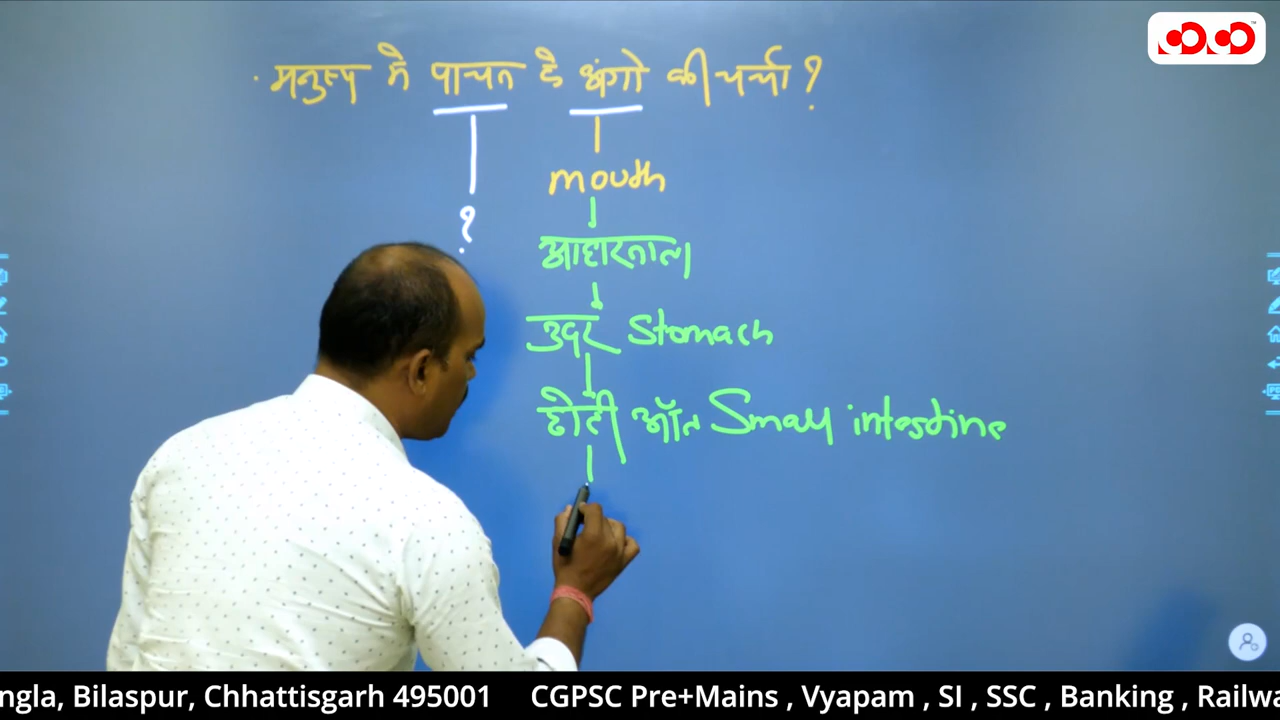 . मनुष्य मे पाचन के अंगो की चर्चा ?
?
mouth
आहारनाल
उदर Stomach
छोटी आँत Small intestine
ngla, Bilaspur, Chhattisgarh 495001 CGPSC Pre+Mains , Vyapam , SI , SSC , Banking , Railwa